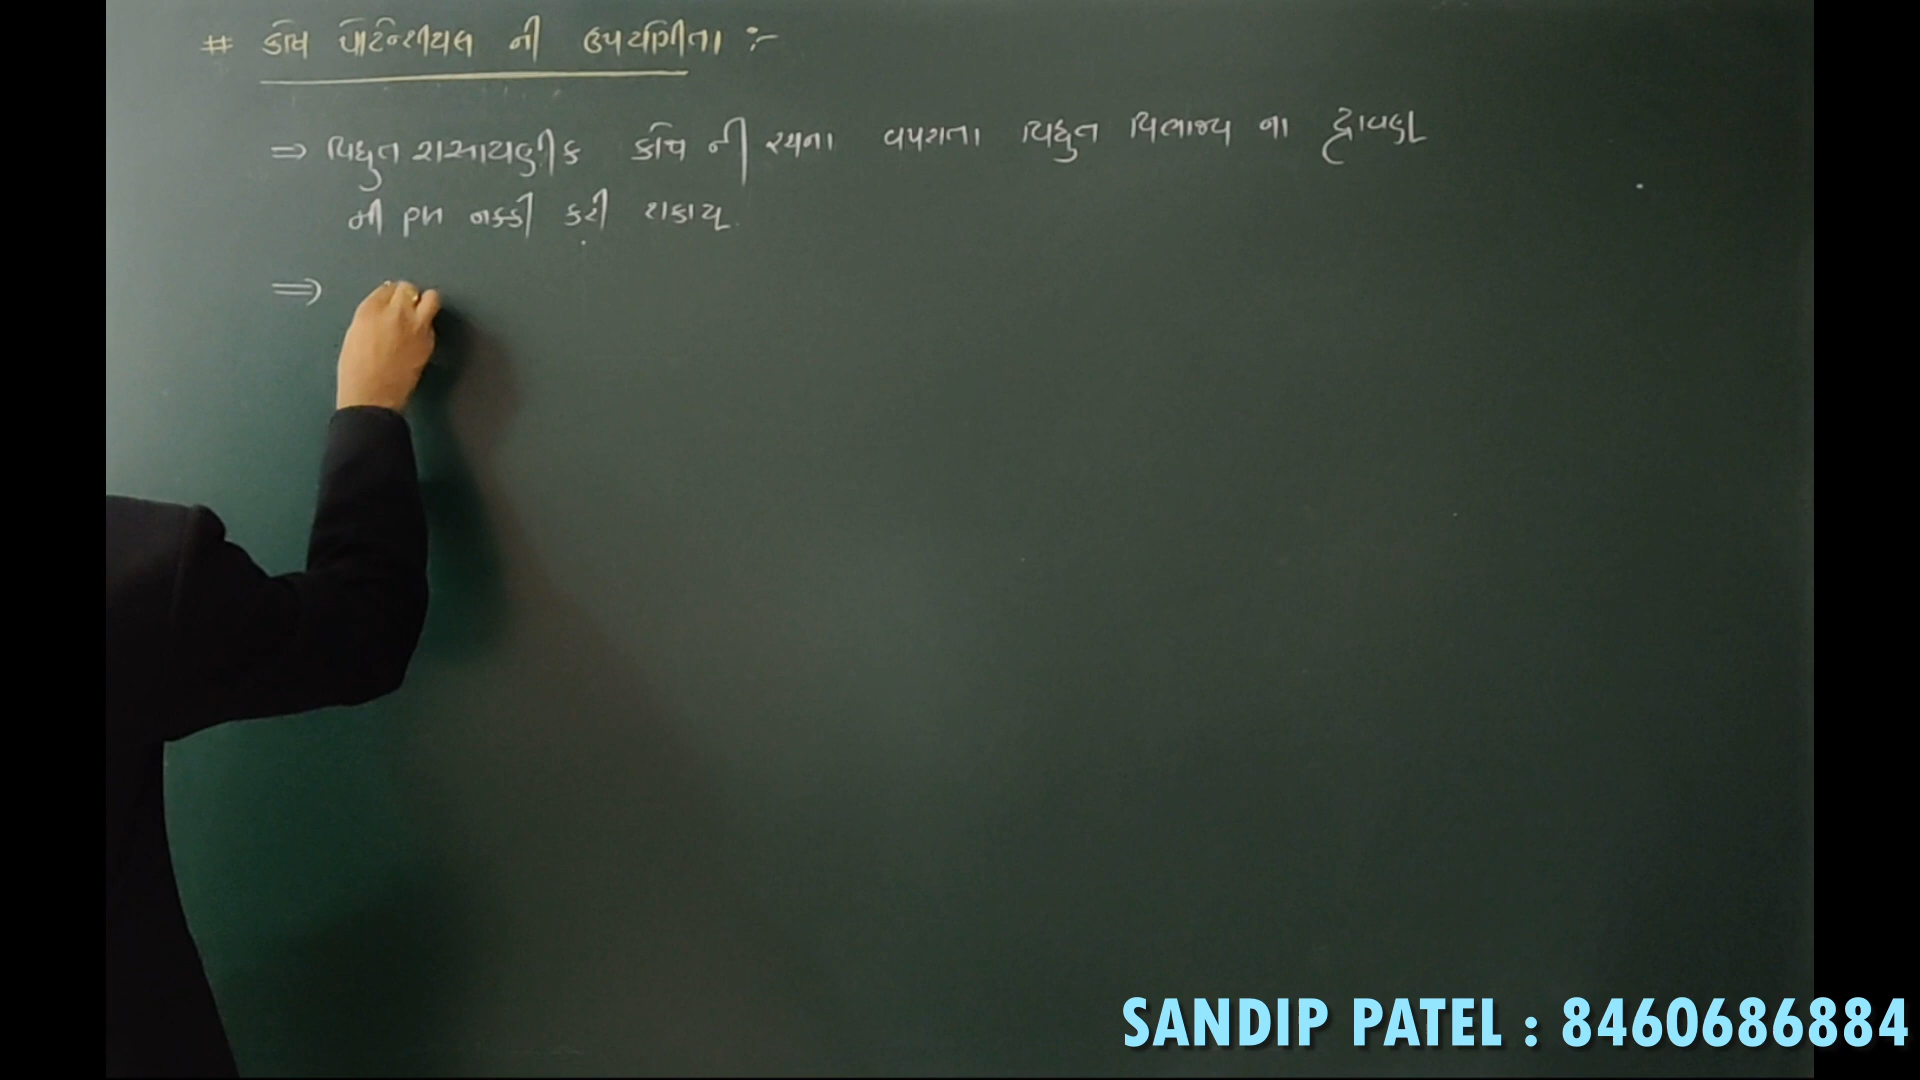 # કોષ પોટેન્શીયલ ની ઉપયોગીતા :-
⇒ વિદ્યુત રાસાયણીક કોષ ની રચના વપરાતા વિદ્યુત વિભાજ્ય ના દ્રાવણ
ની PH નક્કી કરી શકાય.
⇒
SANDIP PATEL : 8460686884